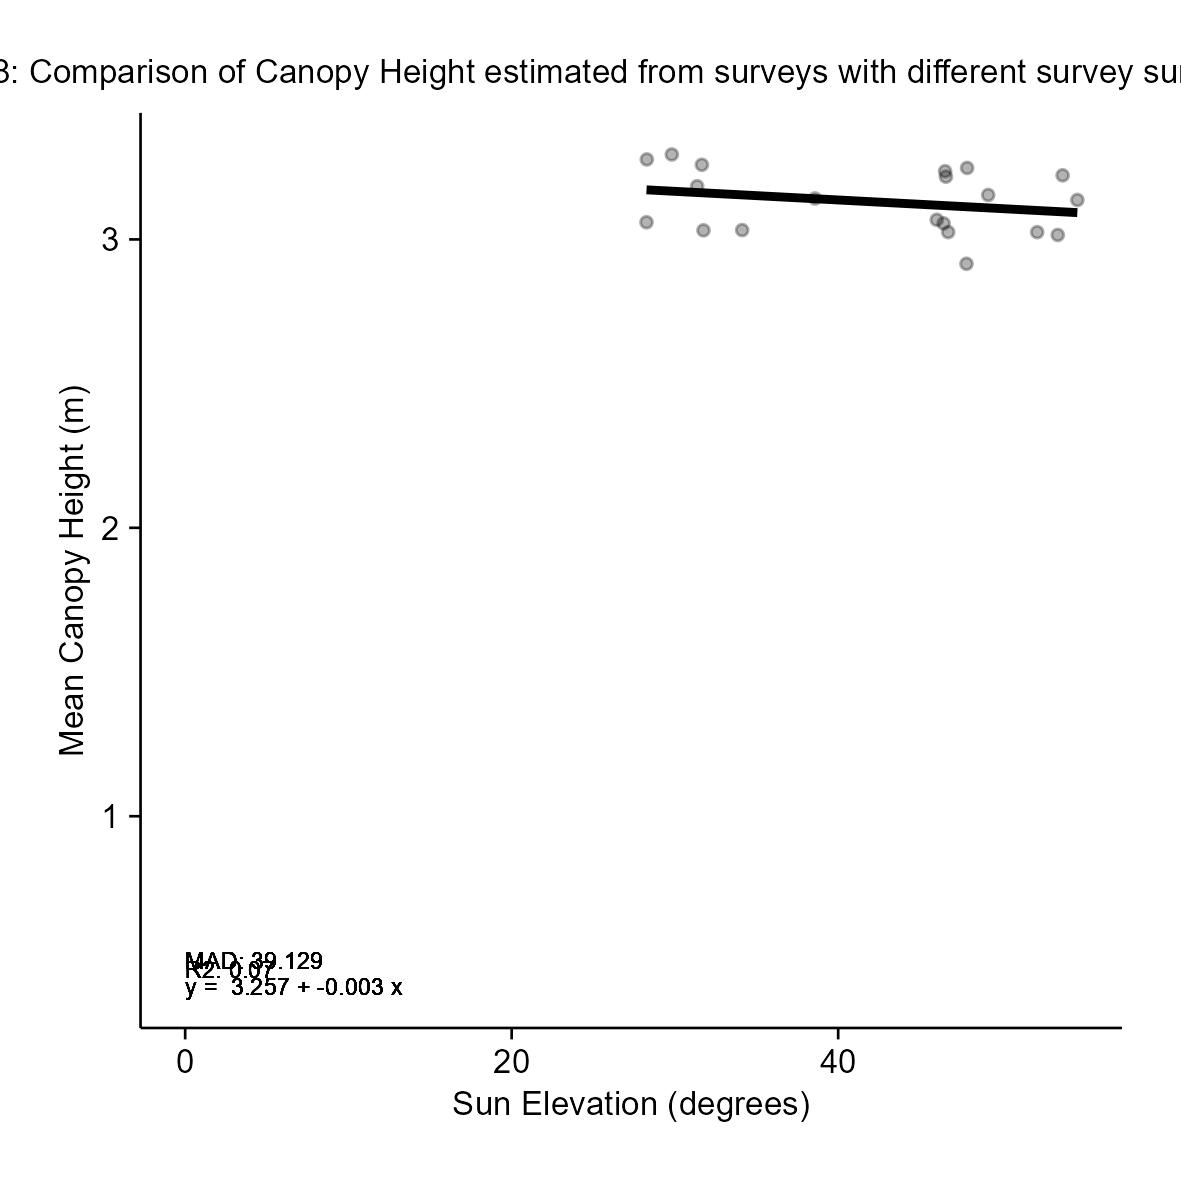 3: Comparison of Canopy Height estimated from surveys with different survey sur
3
2
1
Mean Canopy Height (m)
MAD: 39.129
R2: 0.07
y =  3.257 + -0.003 x
0 20 40
Sun Elevation (degrees)